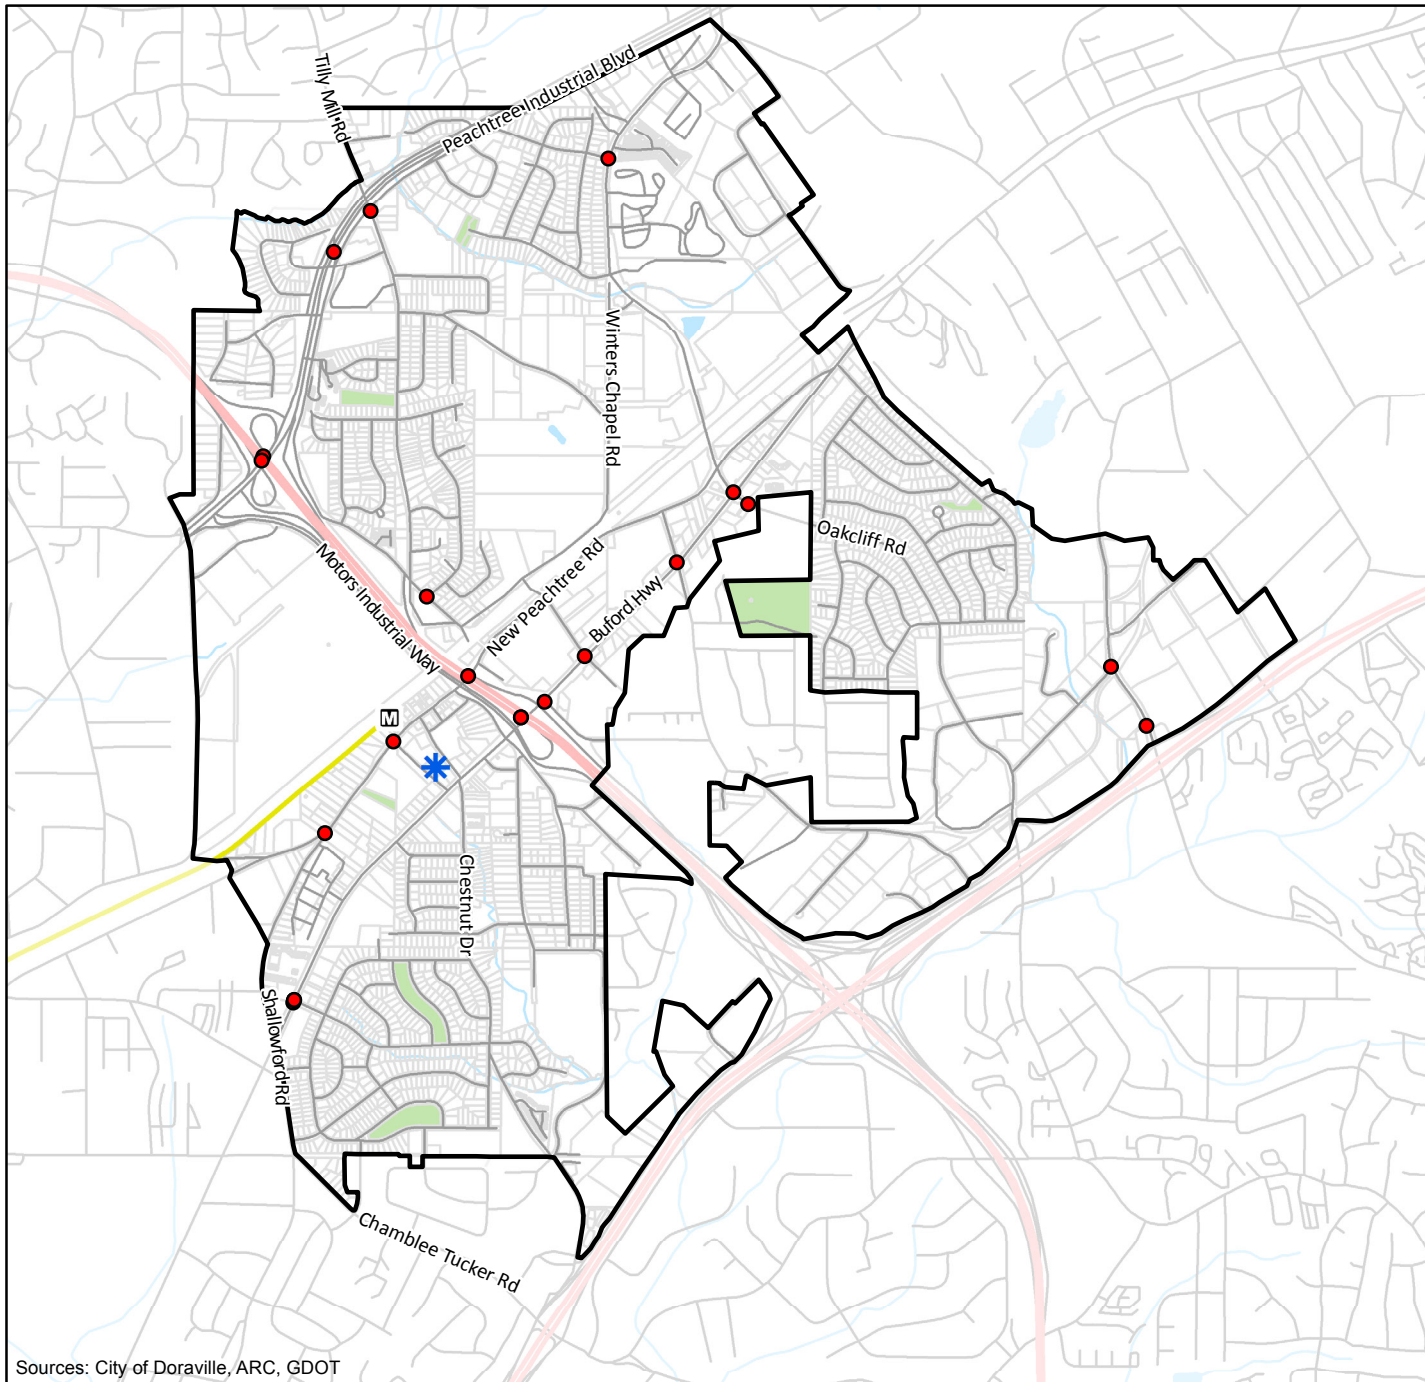 Tilly Mill Rd
Peachtree Industrial Blvd
Winters Chapel Rd
Oakcliff Rd
Motors Industrial Way
New Peachtree Rd
Buford Hwy
M
Chestnut Dr
Shallowford Rd
Chamblee Tucker Rd
Sources: City of Doraville, ARC, GDOT